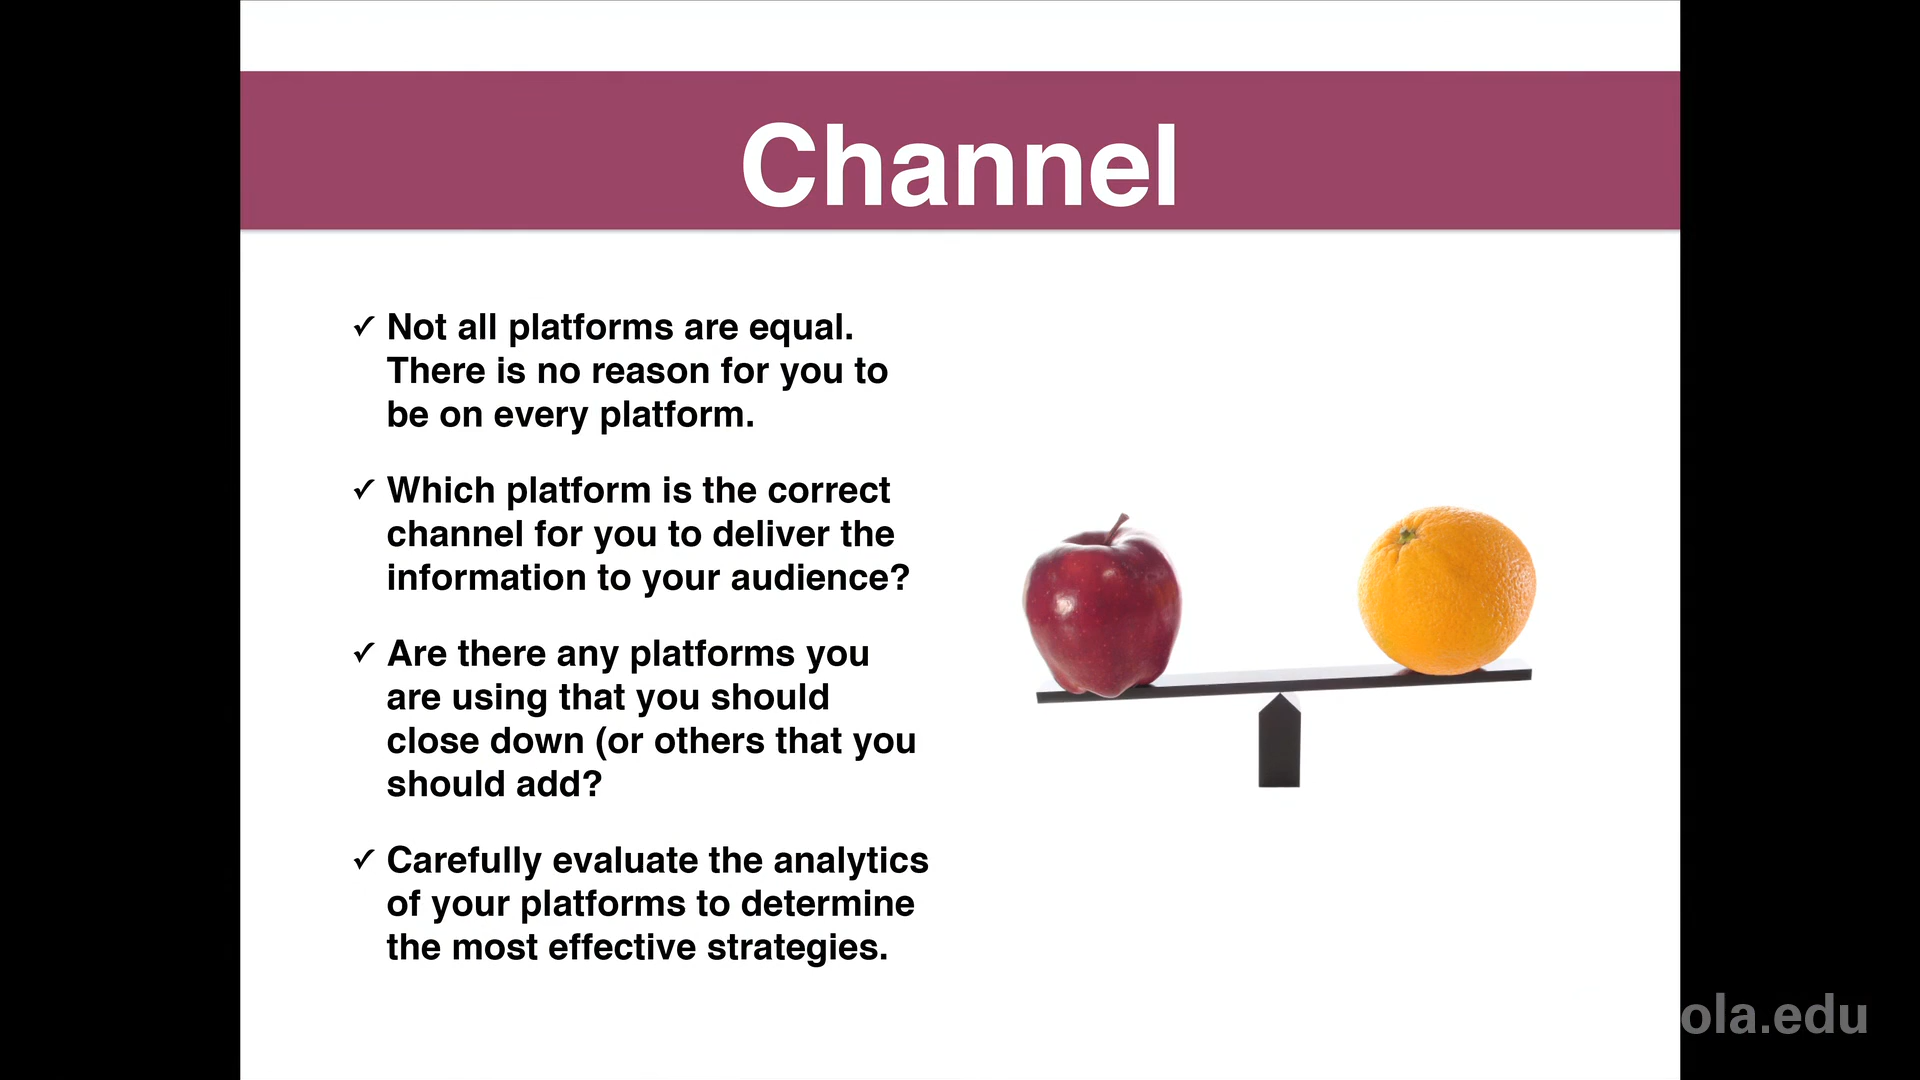 Channel
✓ Not all platforms are equal.
There is no reason for you to
be on every platform.
✓ Which platform is the correct
channel for you to deliver the
information to your audience?
✓ Are there any platforms you
are using that you should
close down (or others that you
should add?
✓ Carefully evaluate the analytics
of your platforms to determine
the most effective strategies.
ola.edu